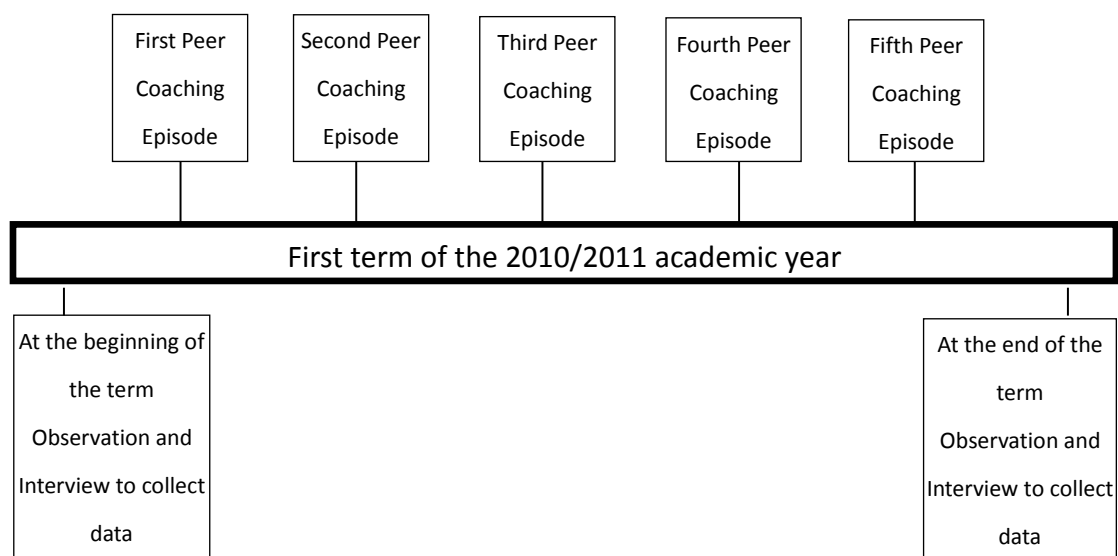 First Peer
Coaching
Episode
Second Peer
Coaching
Episode
Third Peer
Coaching
Episode
Fourth Peer
Coaching
Episode
Fifth Peer
Coaching
Episode
First term of the 2010/2011 academic year
At the beginning of
the term
Observation and
Interview to collect
data
At the end of the
term
Observation and
Interview to collect
data